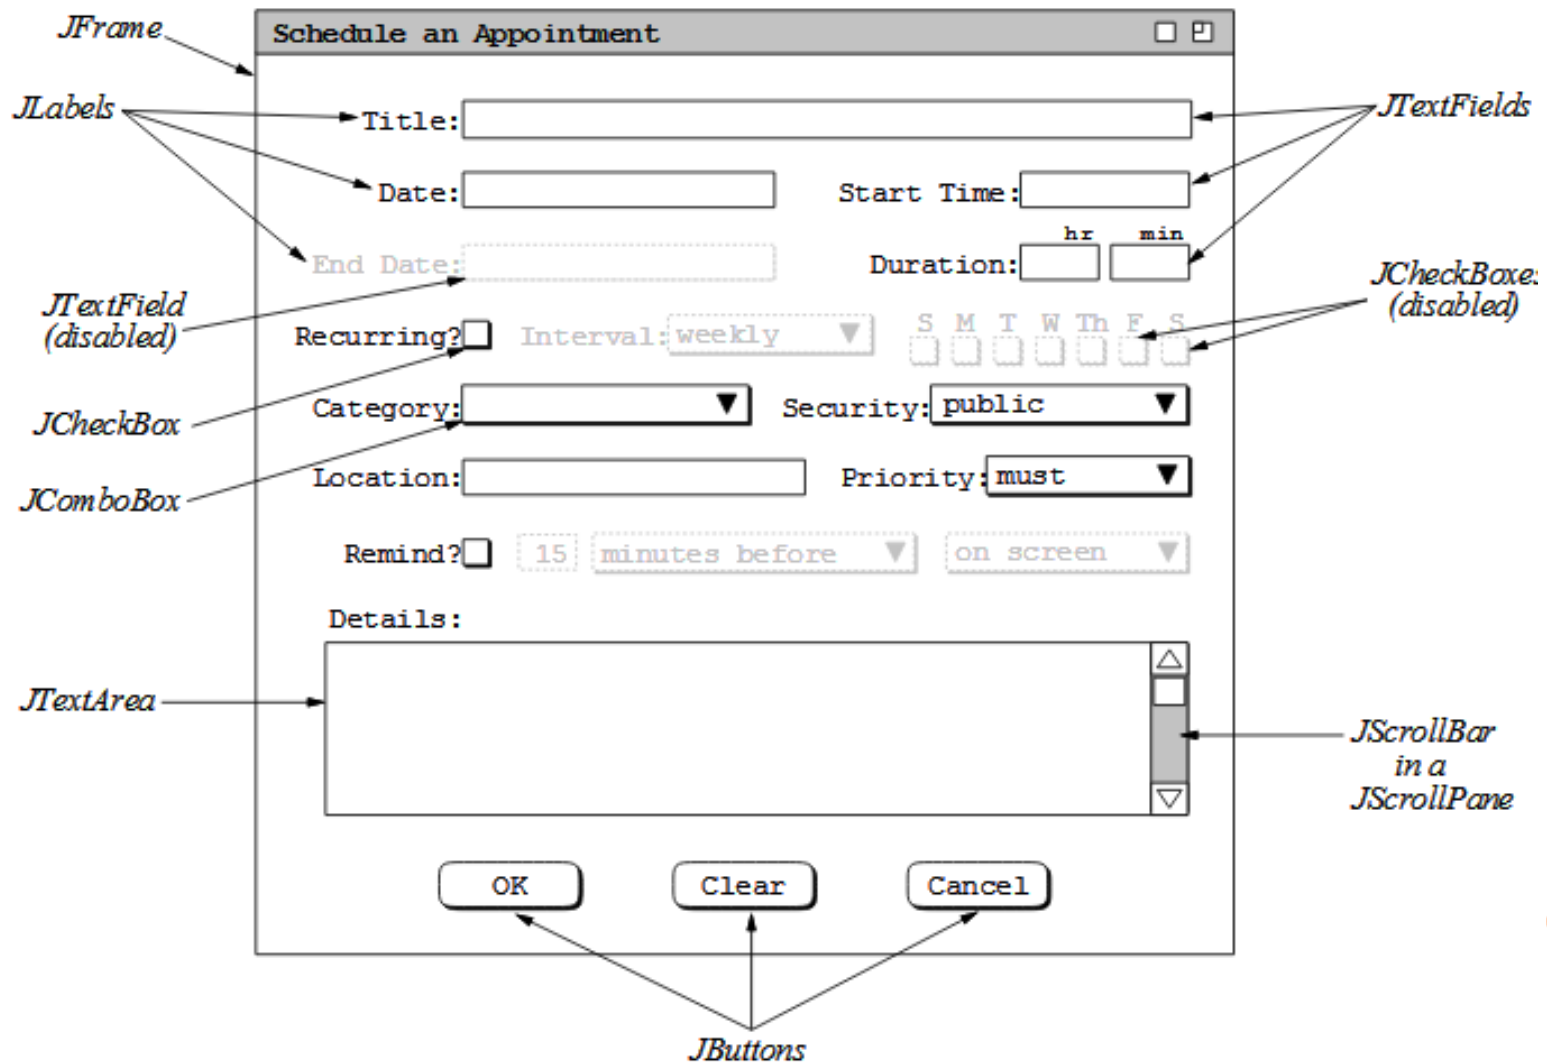 JFrame
Schedule an Appointment
JLabels
Title:
JTextFields
Date:
Start Time:
hr min
End Date:
Duration:
JTextField
(disabled)
JCheckBoxes
(disabled)
Recurring?
Interval: weekly
S M T W Th F S
JCheckBox
Category:
Security: public
JComboBox
Location:
Priority: must
Remind? 15 minutes before on screen
Details:
JTextArea
JScrollBar
in a
JScrollPane
OK Clear Cancel
JButtons